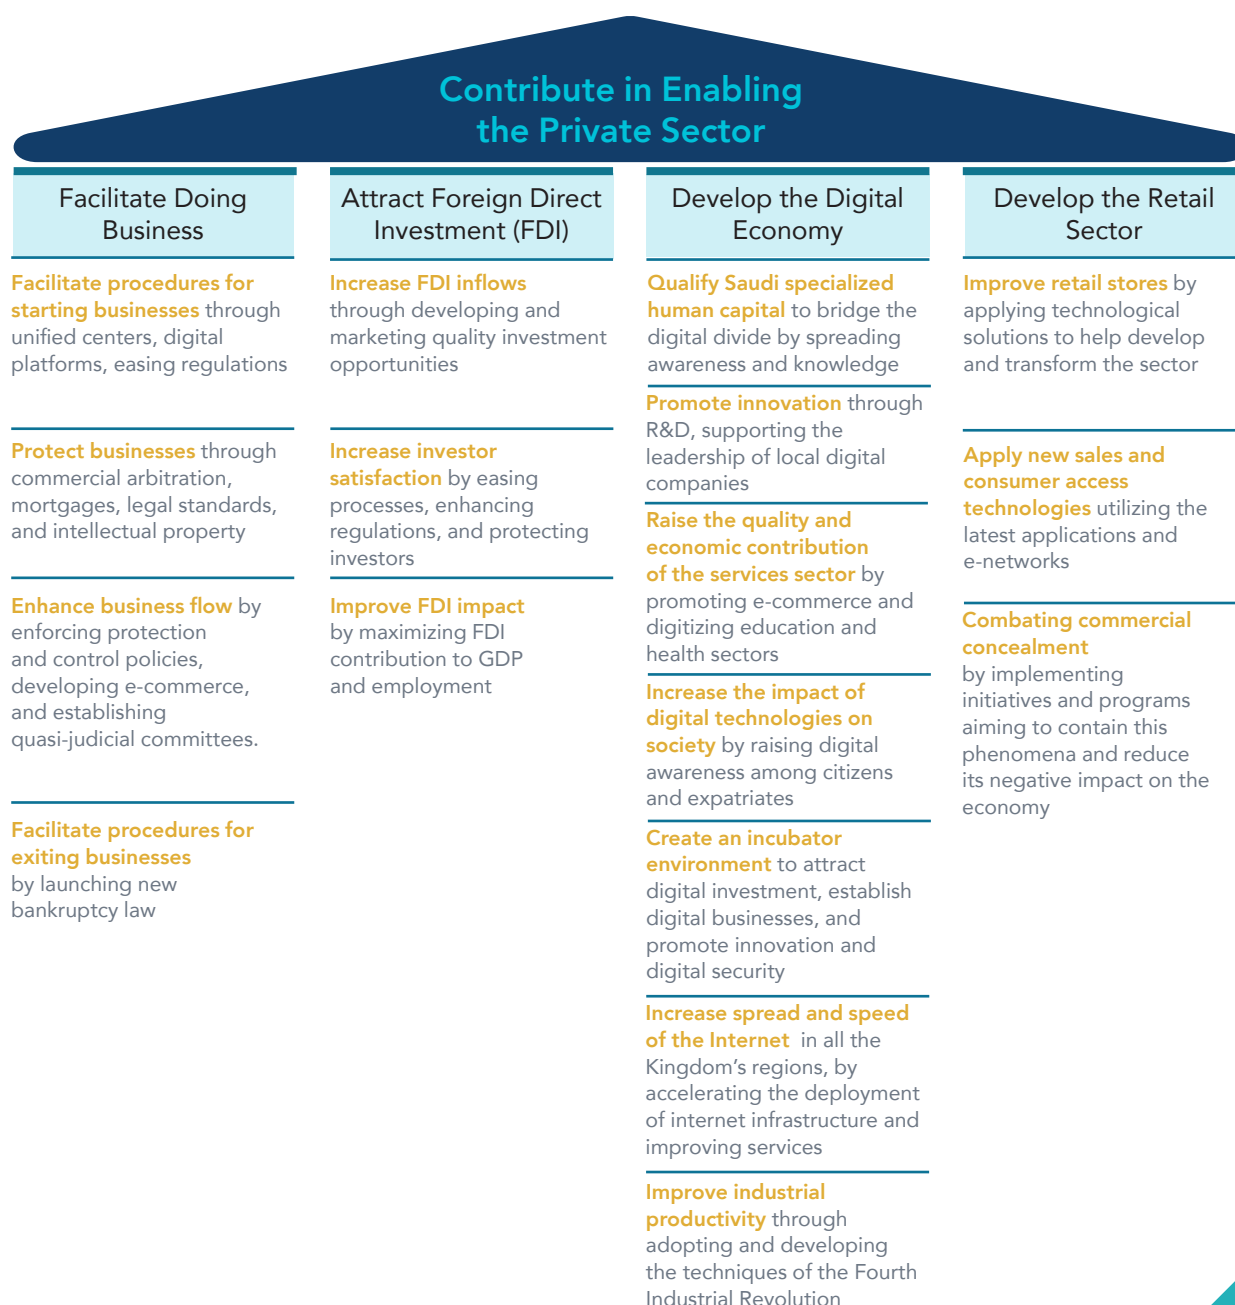 Contribute in Enabling
the Private Sector
Facilitate Doing
Business
Facilitate procedures for
starting businesses through
unified centers, digital
platforms, easing regulations
Protect businesses through
commercial arbitration,
mortgages, legal standards,
and intellectual property
Enhance business flow by
enforcing protection
and control policies,
developing e-commerce,
and establishing
quasi-judicial committees.
Facilitate procedures for
exiting businesses
by launching new
bankruptcy law
Attract Foreign Direct
Investment (FDI)
Increase FDI inflows
through developing and
marketing quality investment
opportunities
Increase investor
satisfaction by easing
processes, enhancing
regulations, and protecting
investors
Improve FDI impact
by maximizing FDI
contribution to GDP
and employment
Develop the Digital
Economy
Qualify Saudi specialized
human capital to bridge the
digital divide by spreading
awareness and knowledge
Promote innovation through
R&D, supporting the
leadership of local digital
companies
Raise the quality and
economic contribution
of the services sector by
promoting e-commerce and
digitizing education and
health sectors
Increase the impact of
digital technologies on
society by raising digital
awareness among citizens
and expatriates
Create an incubator
environment to attract
digital investment, establish
digital businesses, and
promote innovation and
digital security
Increase spread and speed
of the Internet in all the
Kingdom's regions, by
accelerating the deployment
of internet infrastructure and
improving services
Improve industrial
productivity through
adopting and developing
the techniques of the Fourth
Industrial Revolution
Develop the Retail
Sector
Improve retail stores by
applying technological
solutions to help develop
and transform the sector
Apply new sales and
consumer access
technologies utilizing the
latest applications and
e-networks
Combating commercial
concealment
by implementing
initiatives and programs
aiming to contain this
phenomena and reduce
its negative impact on the
economy